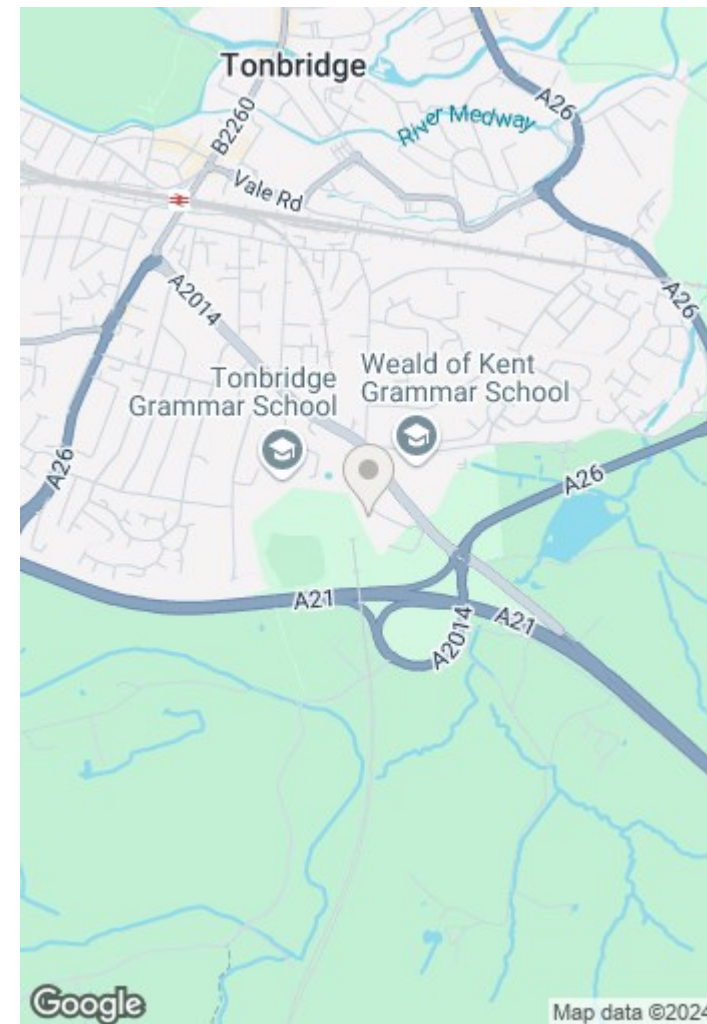 Tonbridge
B2260
A26
River Medway
Vale Rd
A2014
A26
Weald of Kent
Grammar School
Tonbridge
Grammar School
A26
A26
A21
A2014
A21
Google
Map data ©2024